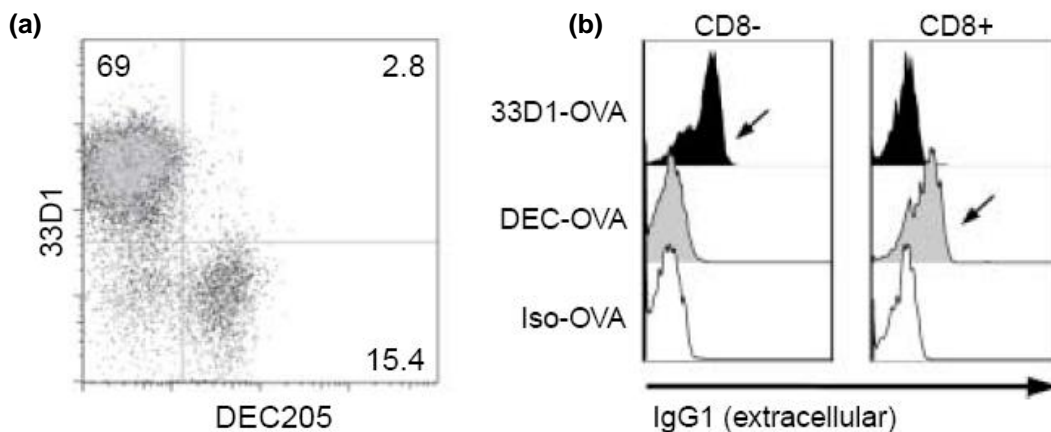 (a)
69
2.8
15.4
33D1
DEC205
(b)
CD8-
CD8+
33D1-OVA
DEC-OVA
Iso-OVA
IgG1 (extracellular)